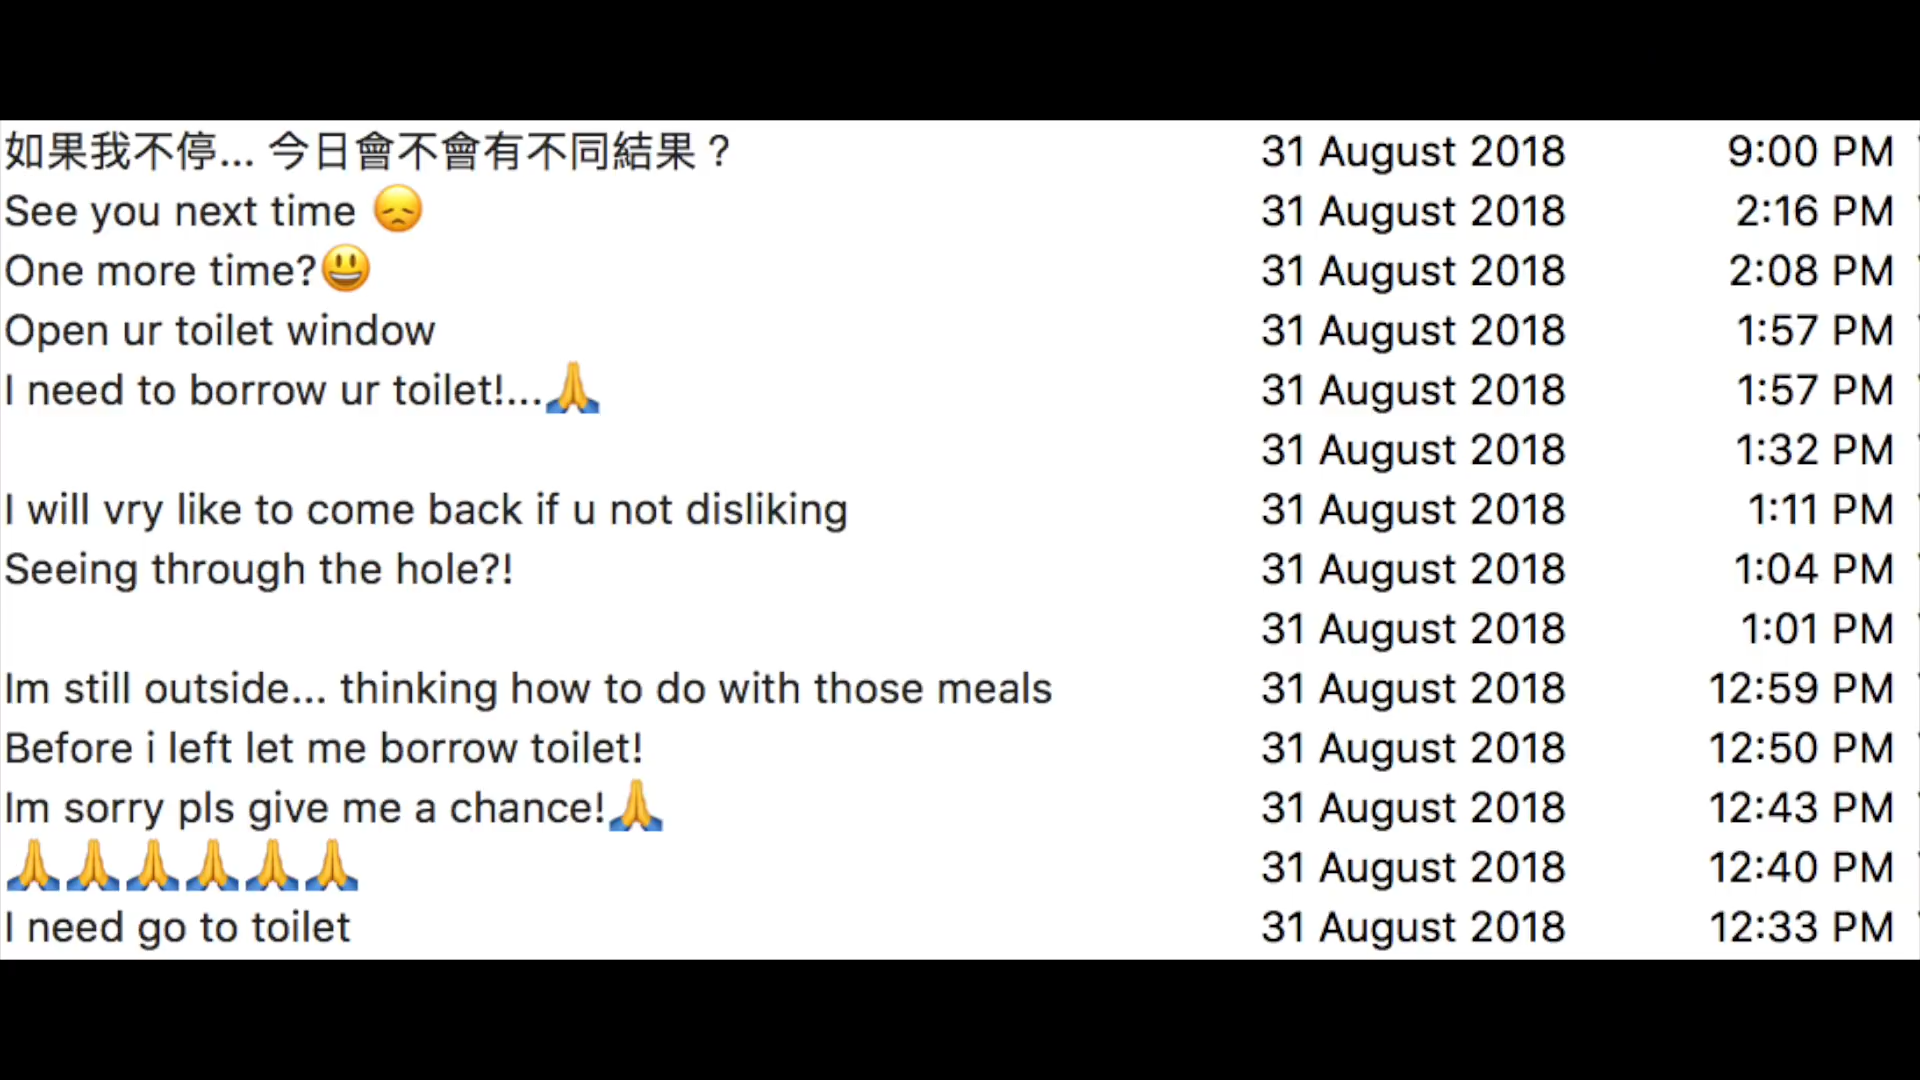 如果我不停... 今日會不會有不同結果？ 31 August 2018 9:00 PM
See you next time 😞 31 August 2018 2:16 PM
One more time?😃 31 August 2018 2:08 PM
Open ur toilet window 31 August 2018 1:57 PM
I need to borrow ur toilet!...🙏 31 August 2018 1:57 PM
31 August 2018 1:32 PM
I will vry like to come back if u not disliking 31 August 2018 1:11 PM
Seeing through the hole?! 31 August 2018 1:04 PM
31 August 2018 1:01 PM
Im still outside... thinking how to do with those meals 31 August 2018 12:59 PM
Before i left let me borrow toilet! 31 August 2018 12:50 PM
Im sorry pls give me a chance!🙏 31 August 2018 12:43 PM
🙏🙏🙏🙏🙏🙏 31 August 2018 12:40 PM
I need go to toilet 31 August 2018 12:33 PM